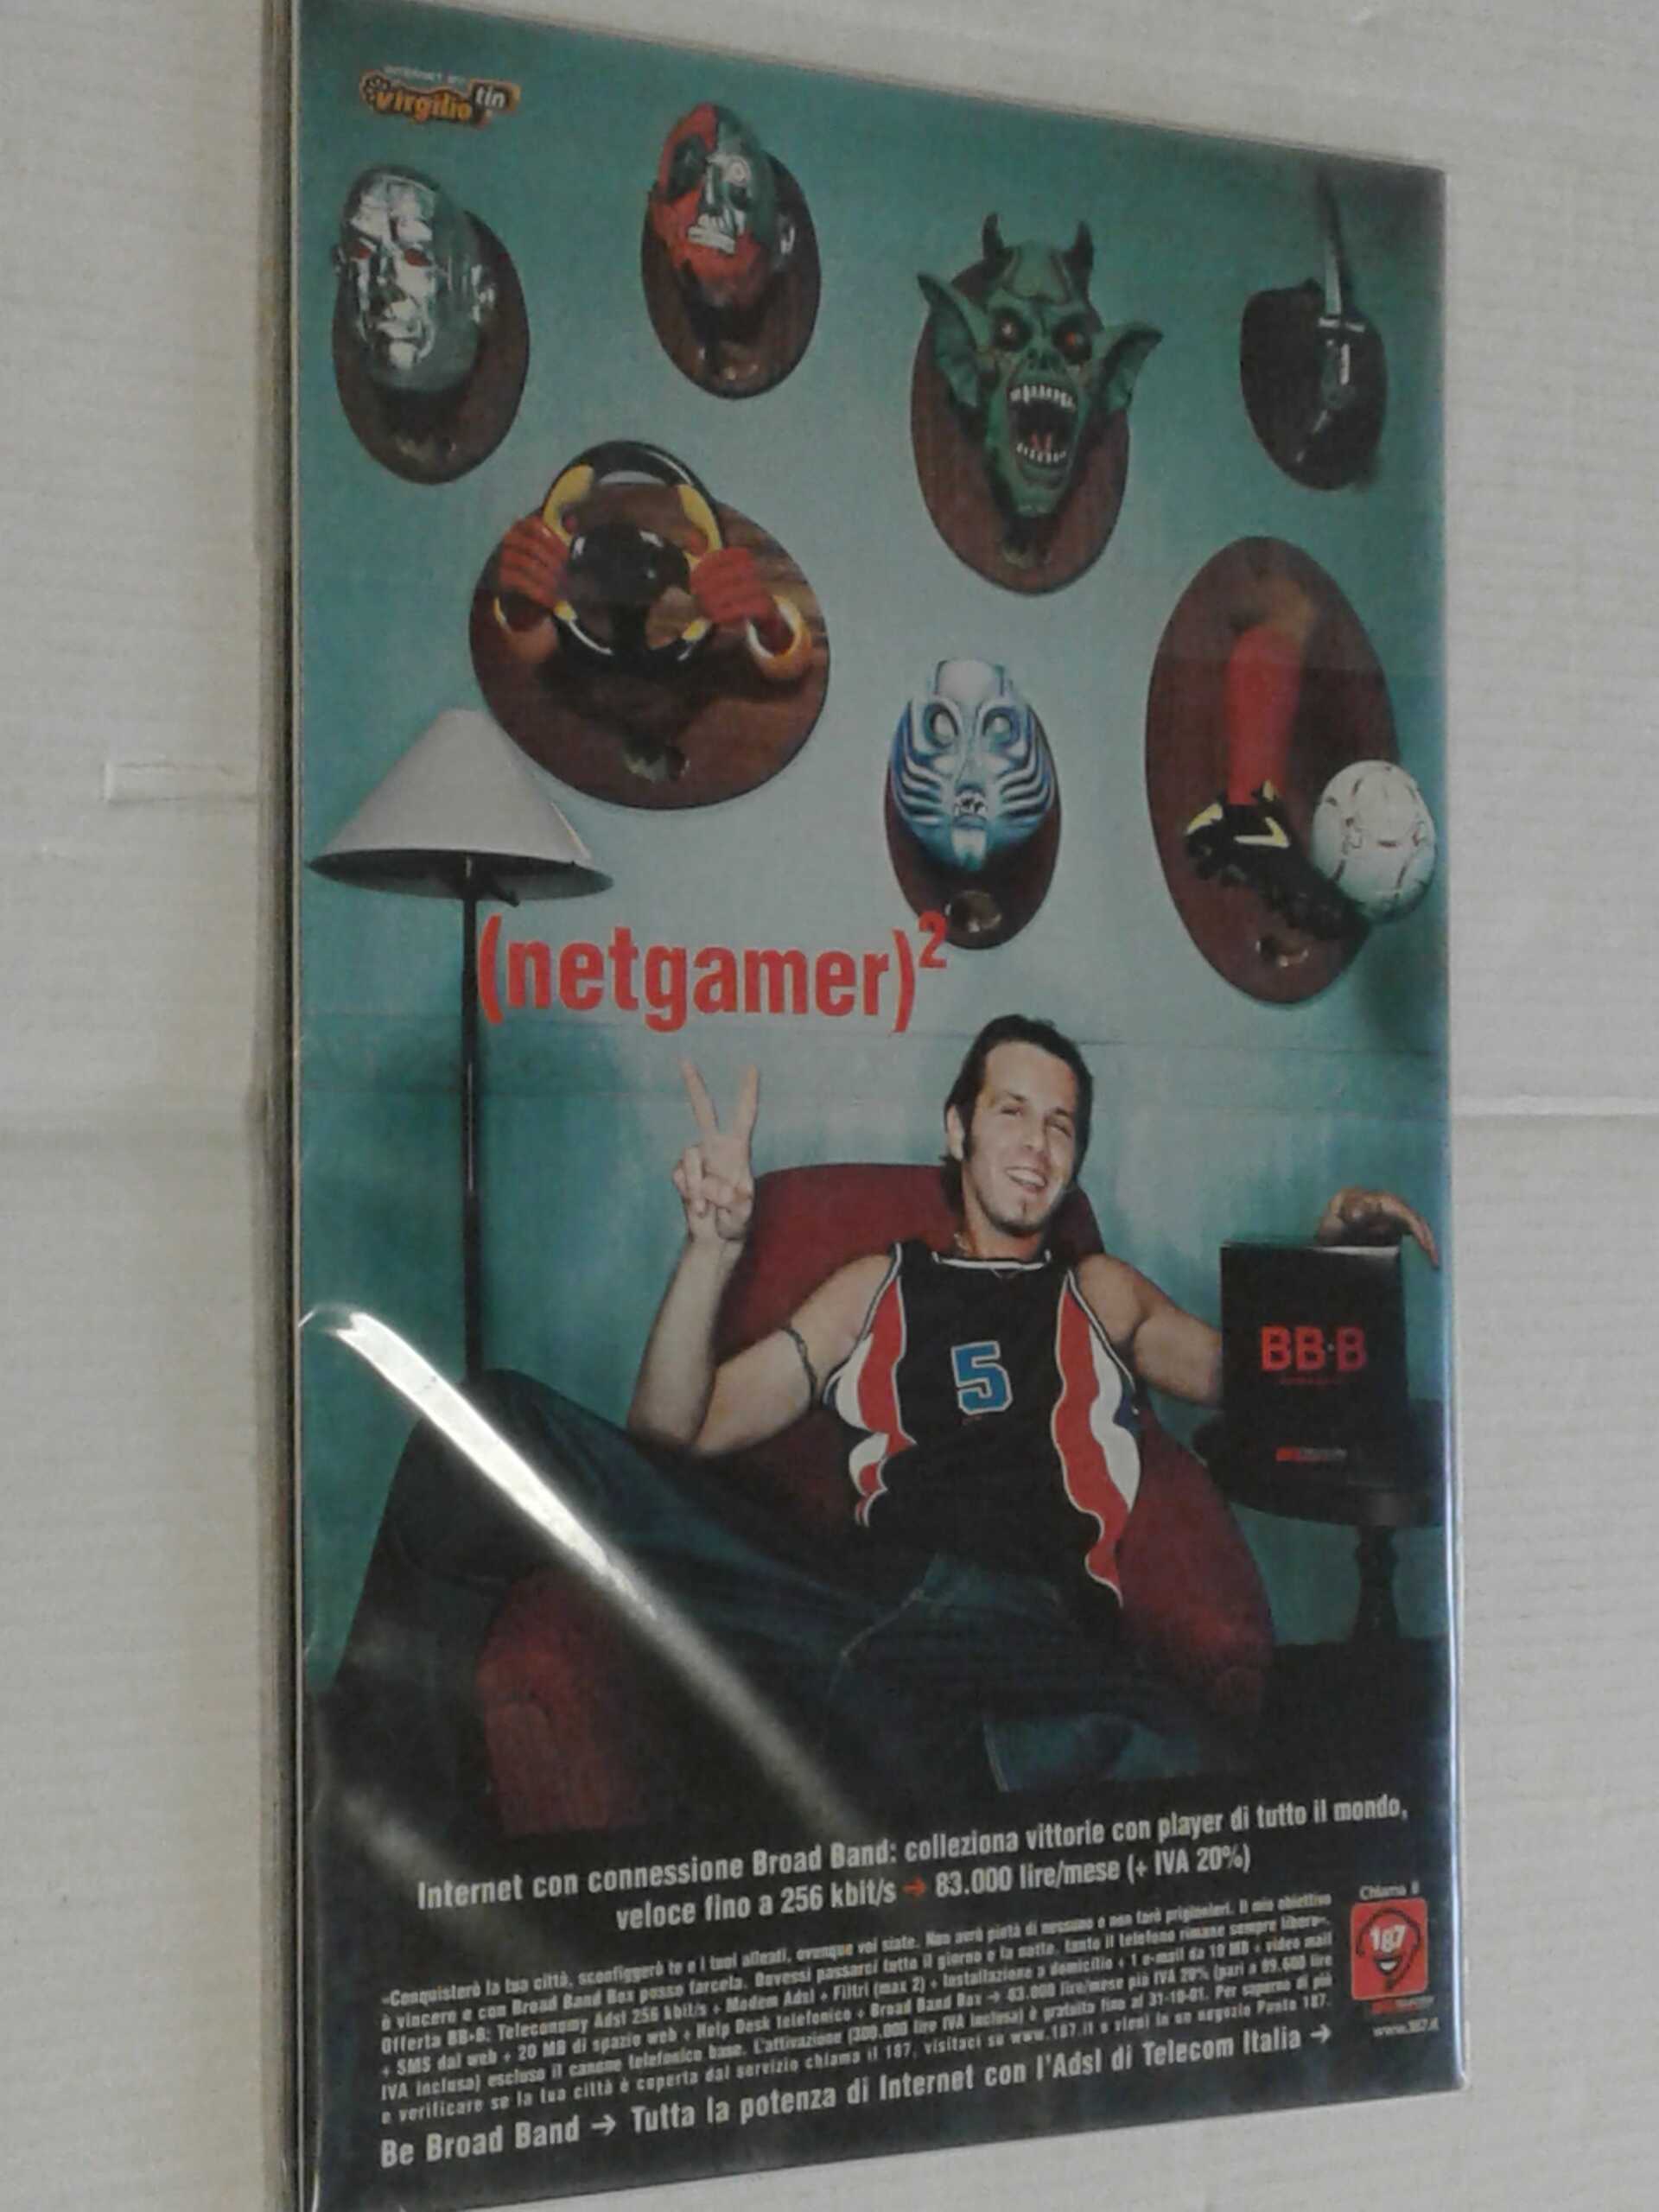 virgilio tin
(netgamer)²
5
BB·B
Internet con connessione Broad Band: colleziona vittorie con player di tutto il mondo,
veloce fino a 256 kbit/s → 83.000 lire/mese (+ IVA 20%)
Chiama il
187
«Conquisterò la tua città, sconfiggerò te e i tuoi alleati, ovunque voi siate. Non avrò pietà di nessuno e non farò prigionieri. Il mio obiettivo
è vincere e con Broad Band Box posso farcela. Dovessi passarci tutto il giorno e la notte, tanto il telefono rimane sempre libero».
Offerta BB•B: Teleconomy Adsl 256 kbit/s + Modem Adsl + Filtri (max 2) + Installazione a domicilio + 1 e-mail da 10 MB + video mail
+ SMS dal web + 20 MB di spazio web + Help Desk telefonico + Broad Band Box → 83.000 lire/mese più IVA 20% (pari a 99.600 lire
IVA inclusa) escluso il canone telefonico base. L'attivazione (300.000 lire IVA inclusa) è gratuita fino al 31-10-01. Per saperne di più
e verificare se la tua città è coperta dal servizio chiama il 187, visitaci su www.187.it o vieni in un negozio Punto 187.
www.187.it
Be Broad Band → Tutta la potenza di Internet con l'Adsl di Telecom Italia →